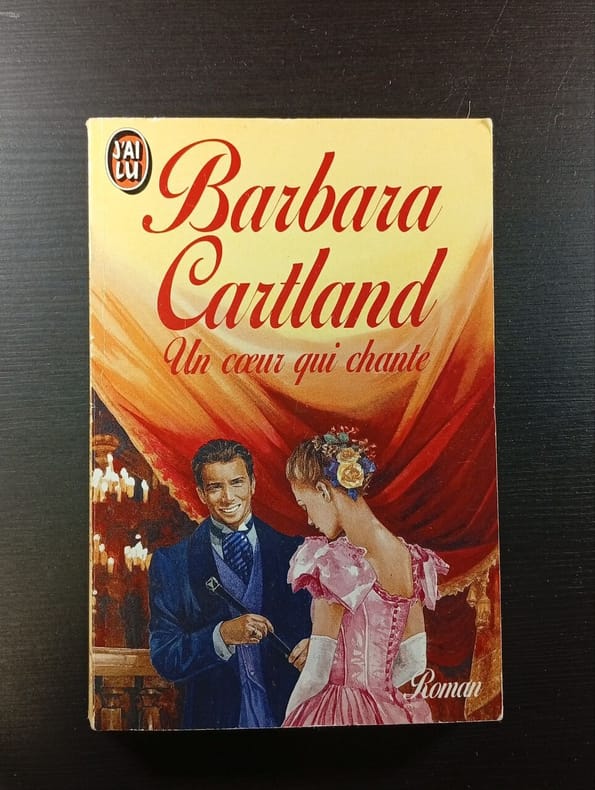 J'AI
LU
Barbara
Cartland
Un cœur qui chante
Roman